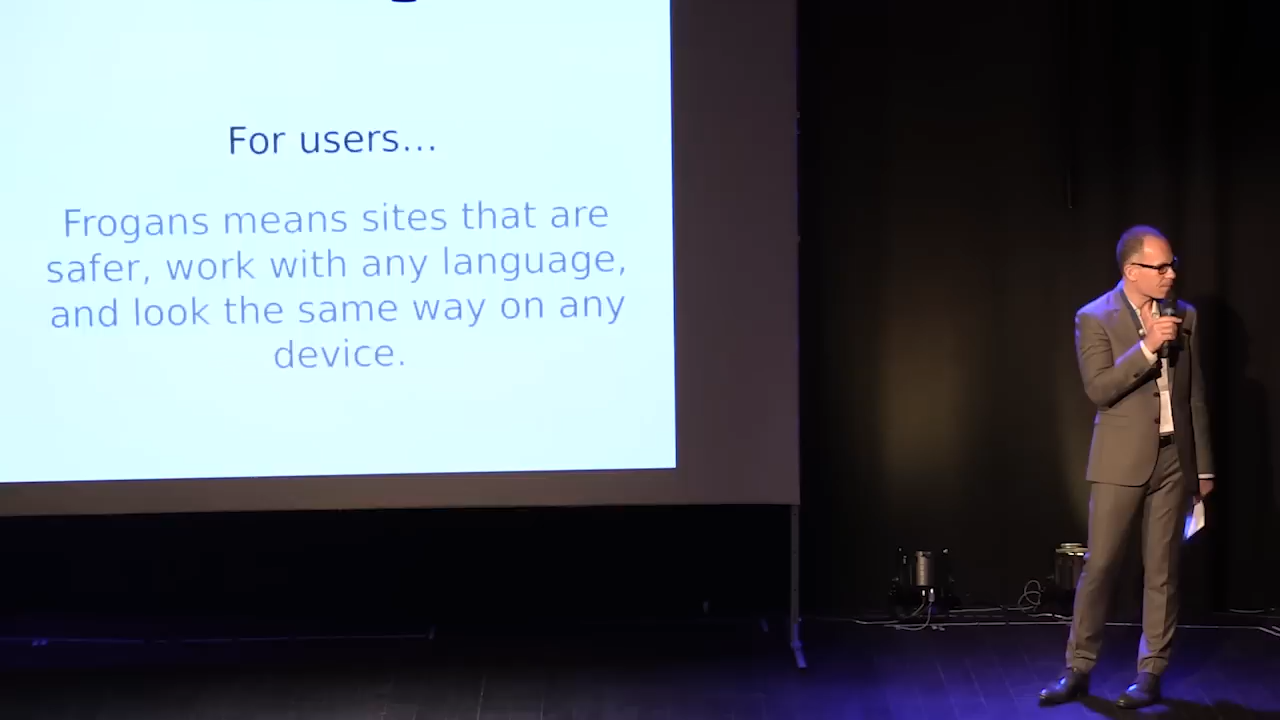 For users...
Frogans means sites that are
safer, work with any language,
and look the same way on any
device.